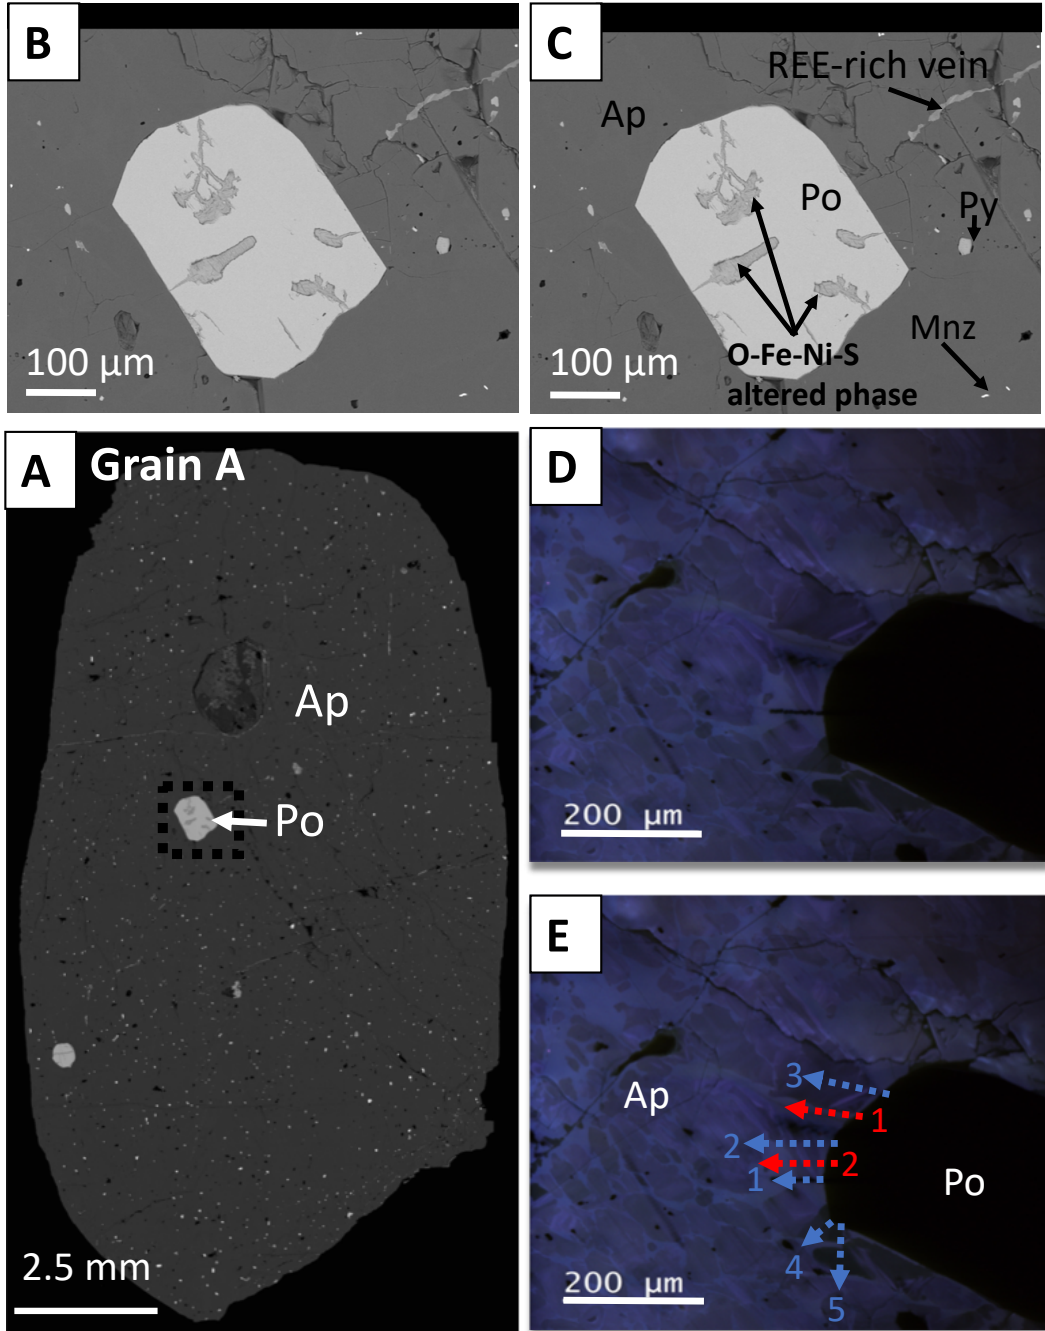 B
100 µm
C
REE-rich vein
Ap
Po
Py
Mnz
O-Fe-Ni-S
altered phase
100 µm
A
Grain A
Ap
Po
2.5 mm
D
200 µm
E
3
Ap
1
2
2
1
Po
4
5
200 µm